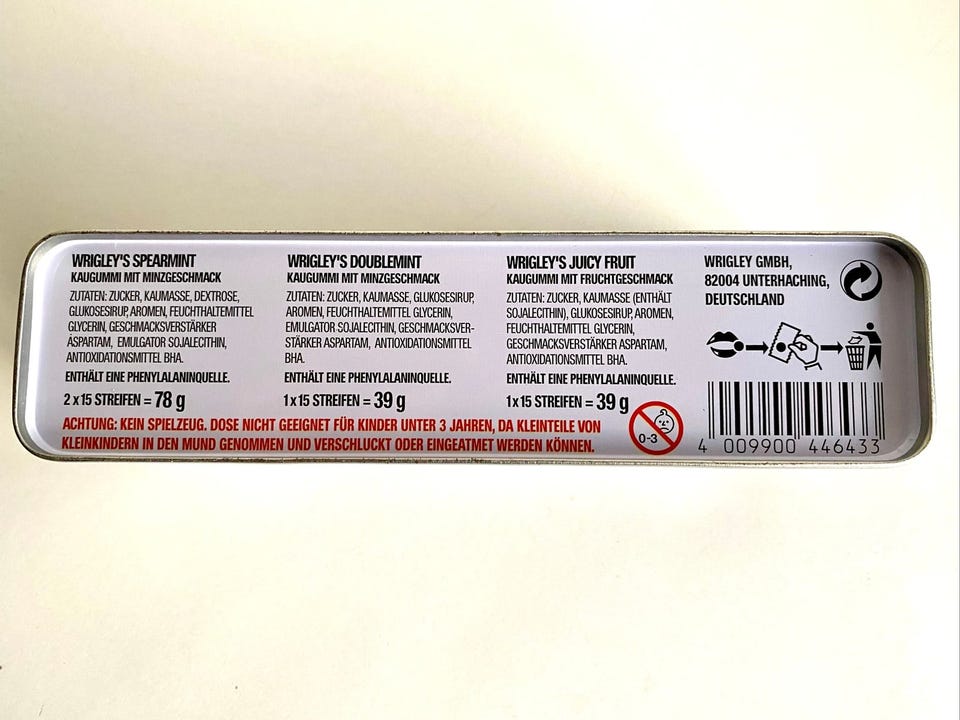 WRIGLEY'S SPEARMINT
KAUGUMMI MIT MINZGESCHMACK
ZUTATEN: ZUCKER, KAUMASSE, DEXTROSE,
GLUKOSESIRUP, AROMEN, FEUCHTHALTEMITTEL
GLYCERIN, GESCHMACKSVERSTÄRKER
ASPARTAM, EMULGATOR SOJALECITHIN,
ANTIOXIDATIONSMITTEL BHA.
ENTHÄLT EINE PHENYLALANINQUELLE.
2 x 15 STREIFEN = 78 g
WRIGLEY'S DOUBLEMINT
KAUGUMMI MIT MINZGESCHMACK
ZUTATEN: ZUCKER, KAUMASSE, GLUKOSESIRUP,
AROMEN, FEUCHTHALTEMITTEL GLYCERIN,
EMULGATOR SOJALECITHIN, GESCHMACKSVER-
STÄRKER ASPARTAM, ANTIOXIDATIONSMITTEL
BHA.
ENTHÄLT EINE PHENYLALANINQUELLE.
1 x 15 STREIFEN = 39 g
WRIGLEY'S JUICY FRUIT
KAUGUMMI MIT FRUCHTGESCHMACK
ZUTATEN: ZUCKER, KAUMASSE (ENTHÄLT
SOJALECITHIN), GLUKOSESIRUP, AROMEN,
FEUCHTHALTEMITTEL GLYCERIN,
GESCHMACKSVERSTÄRKER ASPARTAM,
ANTIOXIDATIONSMITTEL BHA.
ENTHÄLT EINE PHENYLALANINQUELLE.
1 x 15 STREIFEN = 39 g
ACHTUNG: KEIN SPIELZEUG. DOSE NICHT GEEIGNET FÜR KINDER UNTER 3 JAHREN, DA KLEINTEILE VON
KLEINKINDERN IN DEN MUND GENOMMEN UND VERSCHLUCKT ODER EINGEATMET WERDEN KÖNNEN.
0-3
WRIGLEY GMBH,
82004 UNTERHACHING,
DEUTSCHLAND
4 009900 446433